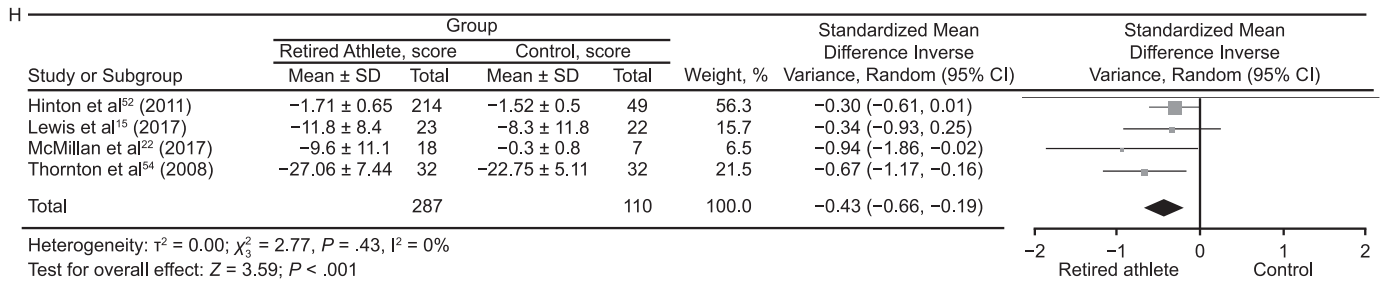 H
Group
Standardized Mean Difference Inverse Variance, Random (95% CI)
Standardized Mean Difference Inverse Variance, Random (95% CI)
Retired Athlete, score Control, score
Study or Subgroup Mean ± SD Total Mean ± SD Total Weight, %
Hinton et al⁵² (2011) −1.71 ± 0.65 214 −1.52 ± 0.5 49 56.3 −0.30 (−0.61, 0.01)
Lewis et al¹⁵ (2017) −11.8 ± 8.4 23 −8.3 ± 11.8 22 15.7 −0.34 (−0.93, 0.25)
McMillan et al²² (2017) −9.6 ± 11.1 18 −0.3 ± 0.8 7 6.5 −0.94 (−1.86, −0.02)
Thornton et al⁵⁴ (2008) −27.06 ± 7.44 32 −22.75 ± 5.11 32 21.5 −0.67 (−1.17, −0.16)
Total 287 110 100.0 −0.43 (−0.66, −0.19)
Heterogeneity: τ² = 0.00; χ²₃ = 2.77, P = .43, I² = 0%
Test for overall effect: Z = 3.59; P < .001
−2 −1 0 1 2
Retired athlete Control